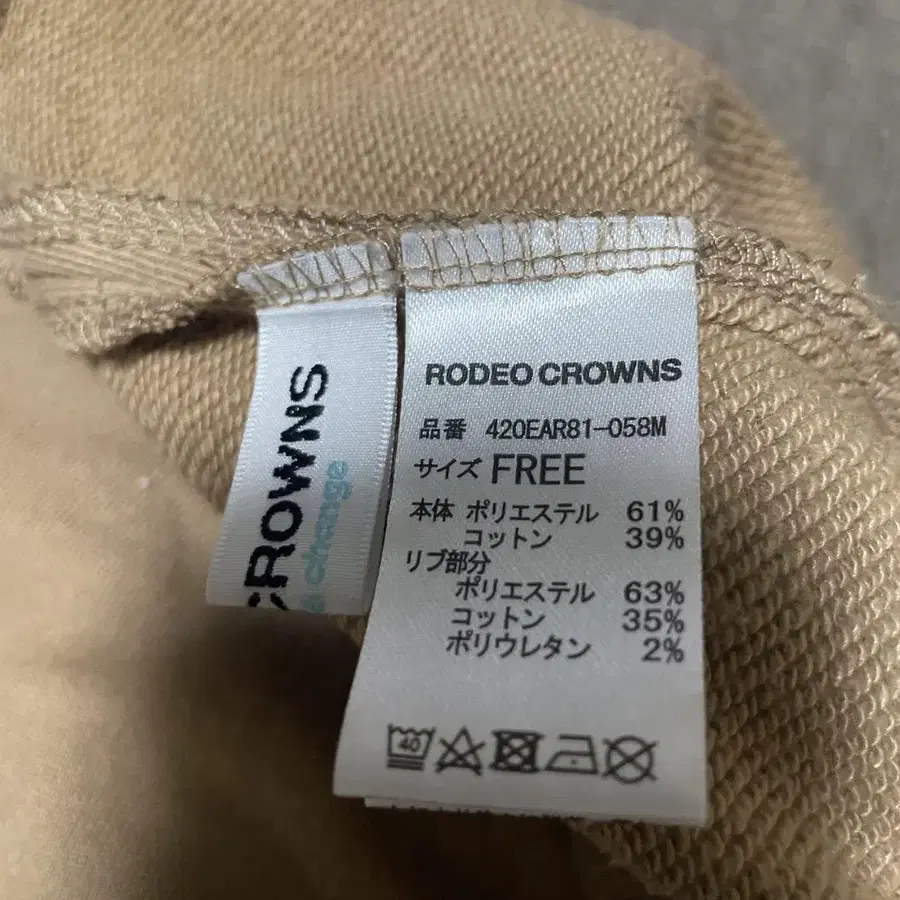 CROWNS
change
RODEO CROWNS
品番 420EAR81-058M
サイズ FREE
本体 ポリエステル 61%
コットン 39%
リブ部分
ポリエステル 63%
コットン 35%
ポリウレタン 2%
40